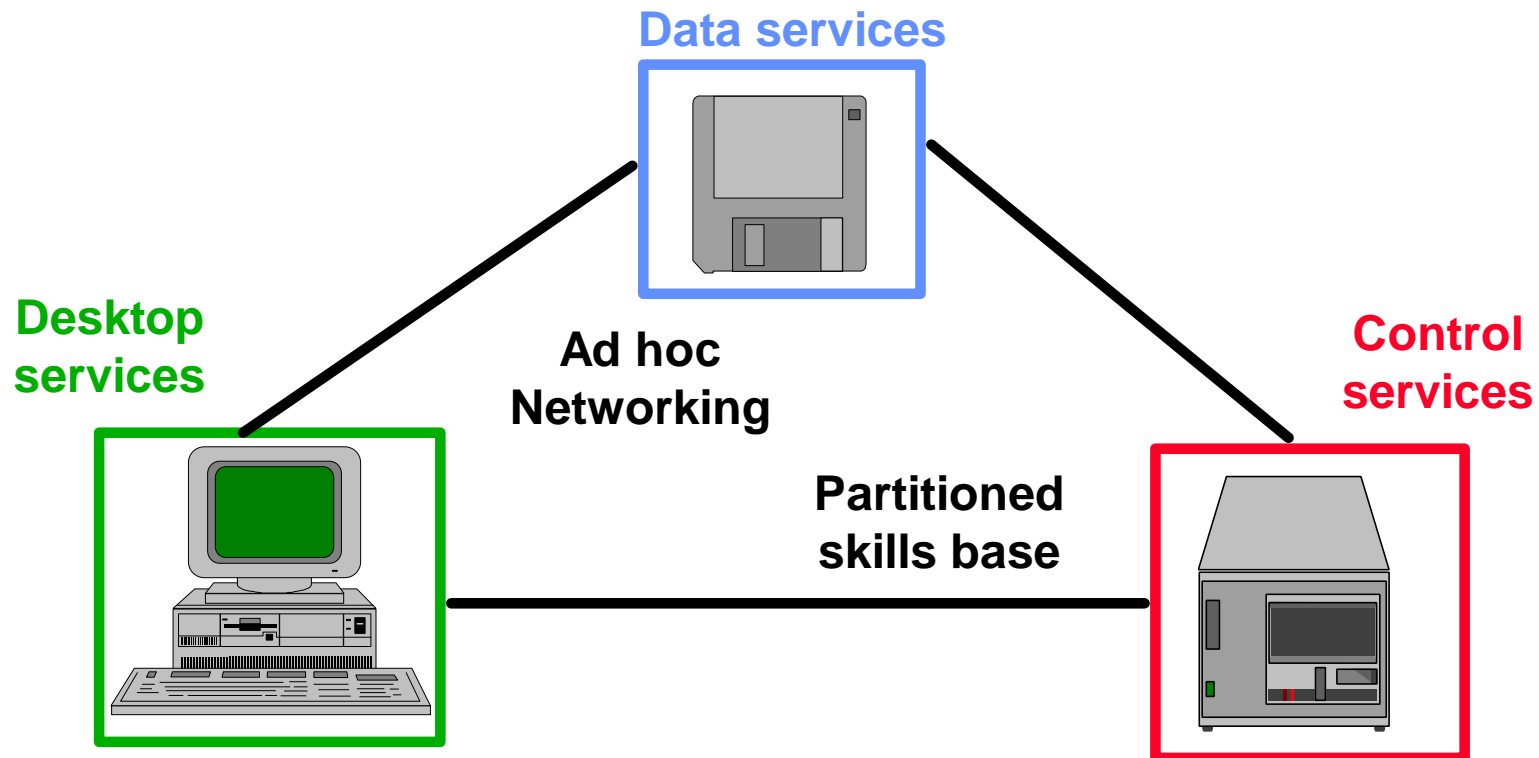 Data services
Desktop
services
Ad hoc
Networking
Control
services
Partitioned
skills base